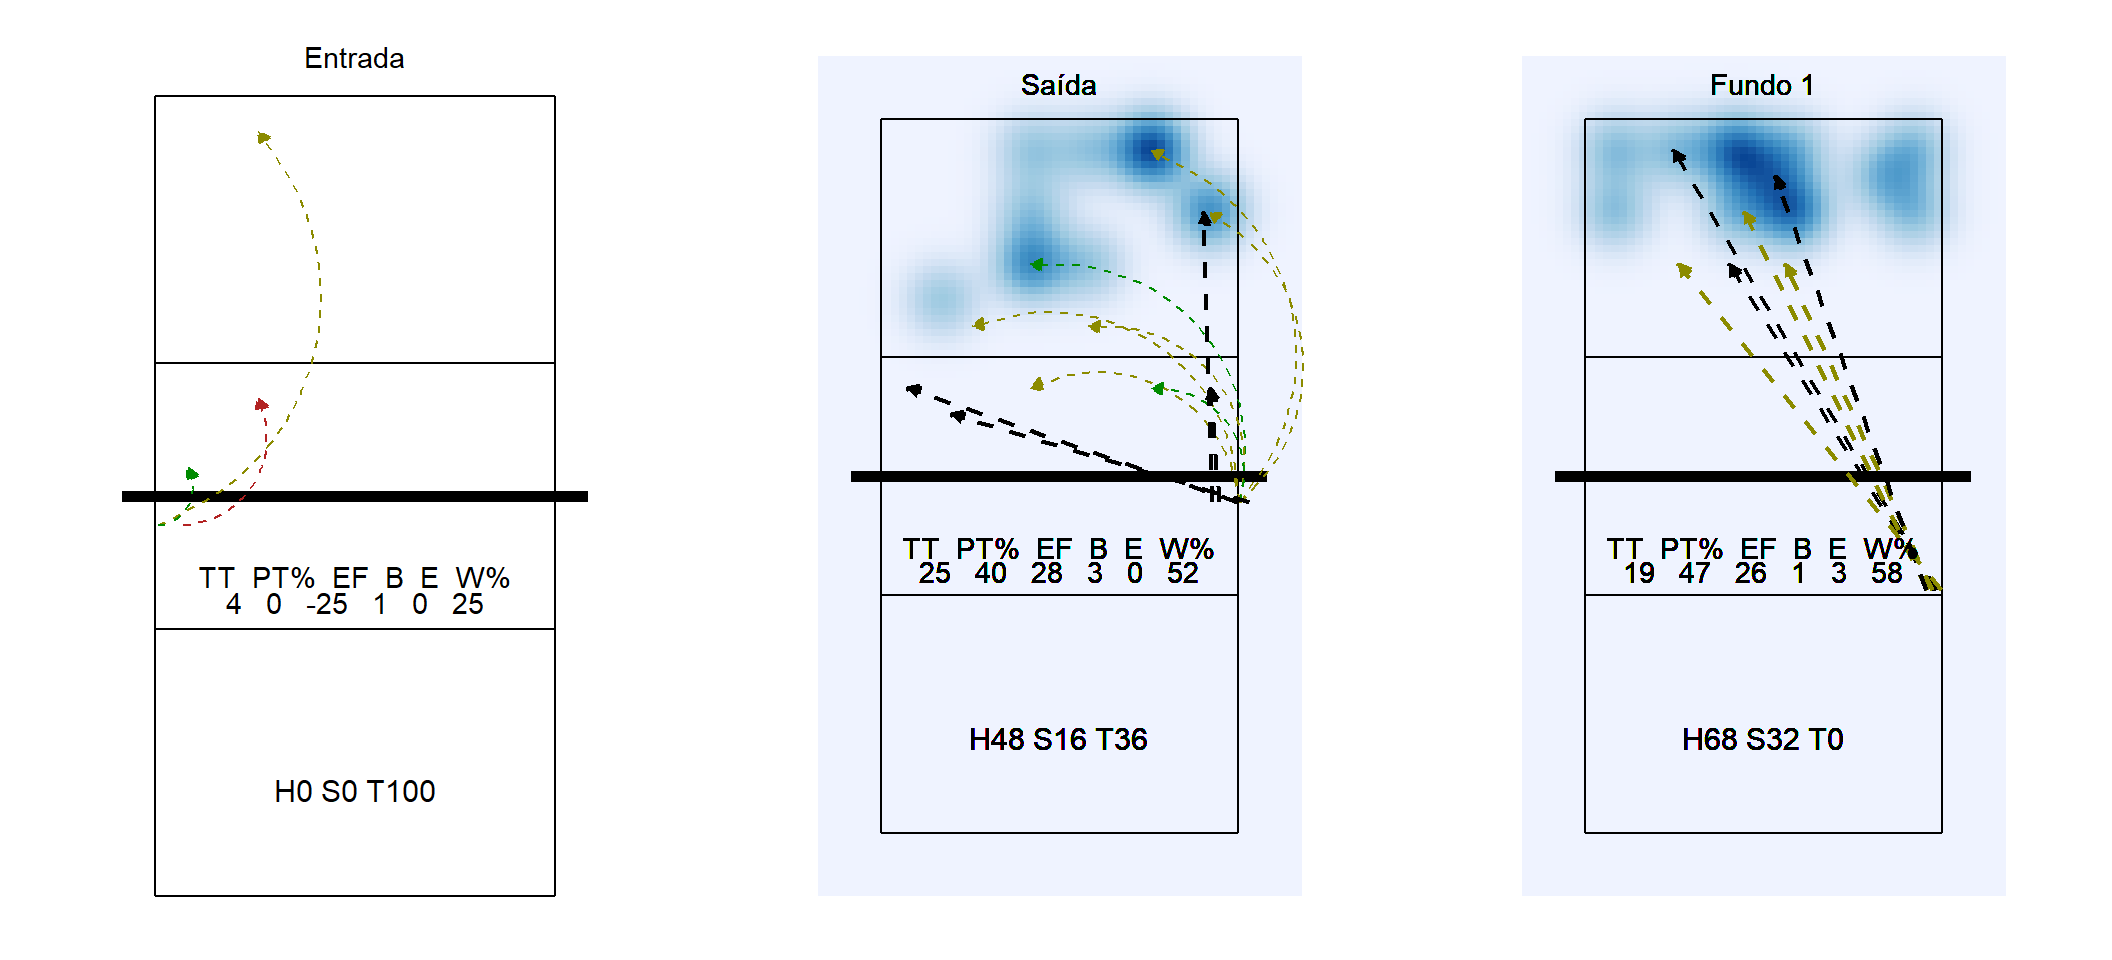 Entrada
TT PT% EF B E W%
4 0 -25 1 0 25
H0 S0 T100
Saída
TT PT% EF B E W%
25 40 28 3 0 52
H48 S16 T36
Fundo 1
TT PT% EF B E W%
19 47 26 1 3 58
H68 S32 T0